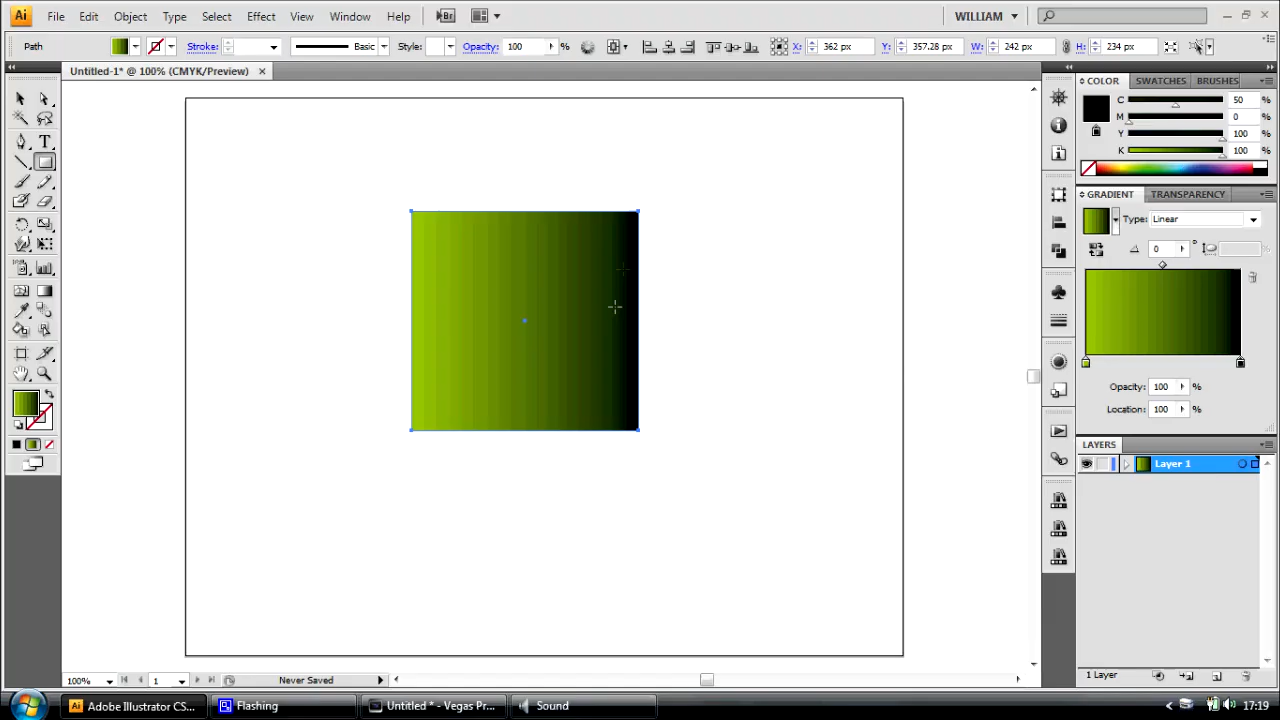 Ai File Edit Object Type Select Effect View Window Help Br WILLIAM
Path Stroke: Basic Style: Opacity: 100 % X: 362 px Y: 357.28 px W: 242 px H: 234 px
Untitled-1* @ 100% (CMYK/Preview)
COLOR SWATCHES BRUSHES
C 50 %
M 0 %
Y 100 %
K 100 %
GRADIENT TRANSPARENCY
Type: Linear
0 °
%
Opacity: 100 %
Location: 100 %
LAYERS
Layer 1
1 Layer
100% 1 Never Saved
Ai Adobe Illustrator CS... Flashing Untitled * - Vegas Pr... Sound 17:19